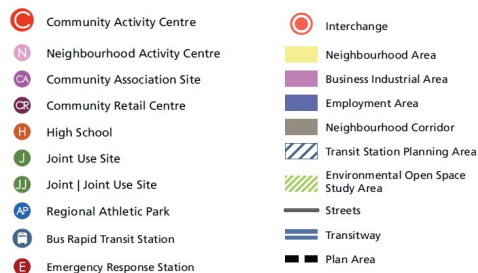 C Community Activity Centre
N Neighbourhood Activity Centre
CA Community Association Site
CR Community Retail Centre
H High School
J Joint Use Site
JJ Joint | Joint Use Site
AP Regional Athletic Park
Bus Rapid Transit Station
E Emergency Response Station
Interchange
Neighbourhood Area
Business Industrial Area
Employment Area
Neighbourhood Corridor
Transit Station Planning Area
Environmental Open Space
Study Area
Streets
Transitway
Plan Area